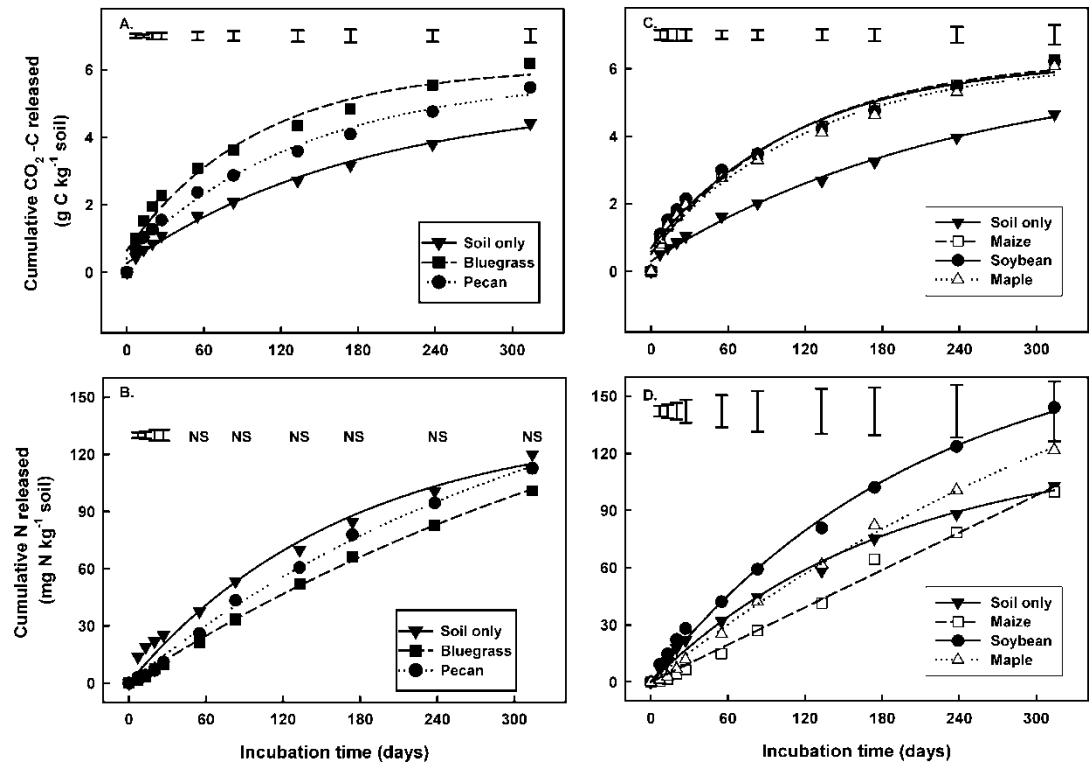 A.
6
4
2
0
Cumulative CO2-C released
(g C kg-1 soil)
Soil only
Bluegrass
Pecan
0 60 120 180 240 300
C.
6
4
2
0
Soil only
Maize
Soybean
Maple
0 60 120 180 240 300
B.
150
120
90
60
30
0
Cumulative N released
(mg N kg-1 soil)
NS NS NS NS NS NS
Soil only
Bluegrass
Pecan
0 60 120 180 240 300
Incubation time (days)
D.
150
120
90
60
30
0
Soil only
Maize
Soybean
Maple
0 60 120 180 240 300
Incubation time (days)